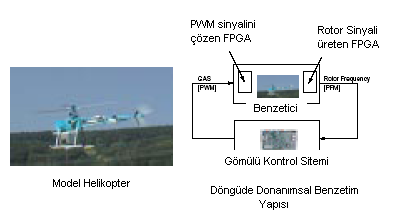 PWM sinyalini
çözen FPGA
Rotor Sinyali
üreten FPGA
GAS
[PWM]
Rotor Frequency
[PFM]
Benzetici
Gömülü Kontrol Sitemi
Model Helikopter
Döngüde Donanımsal Benzetim
Yapısı